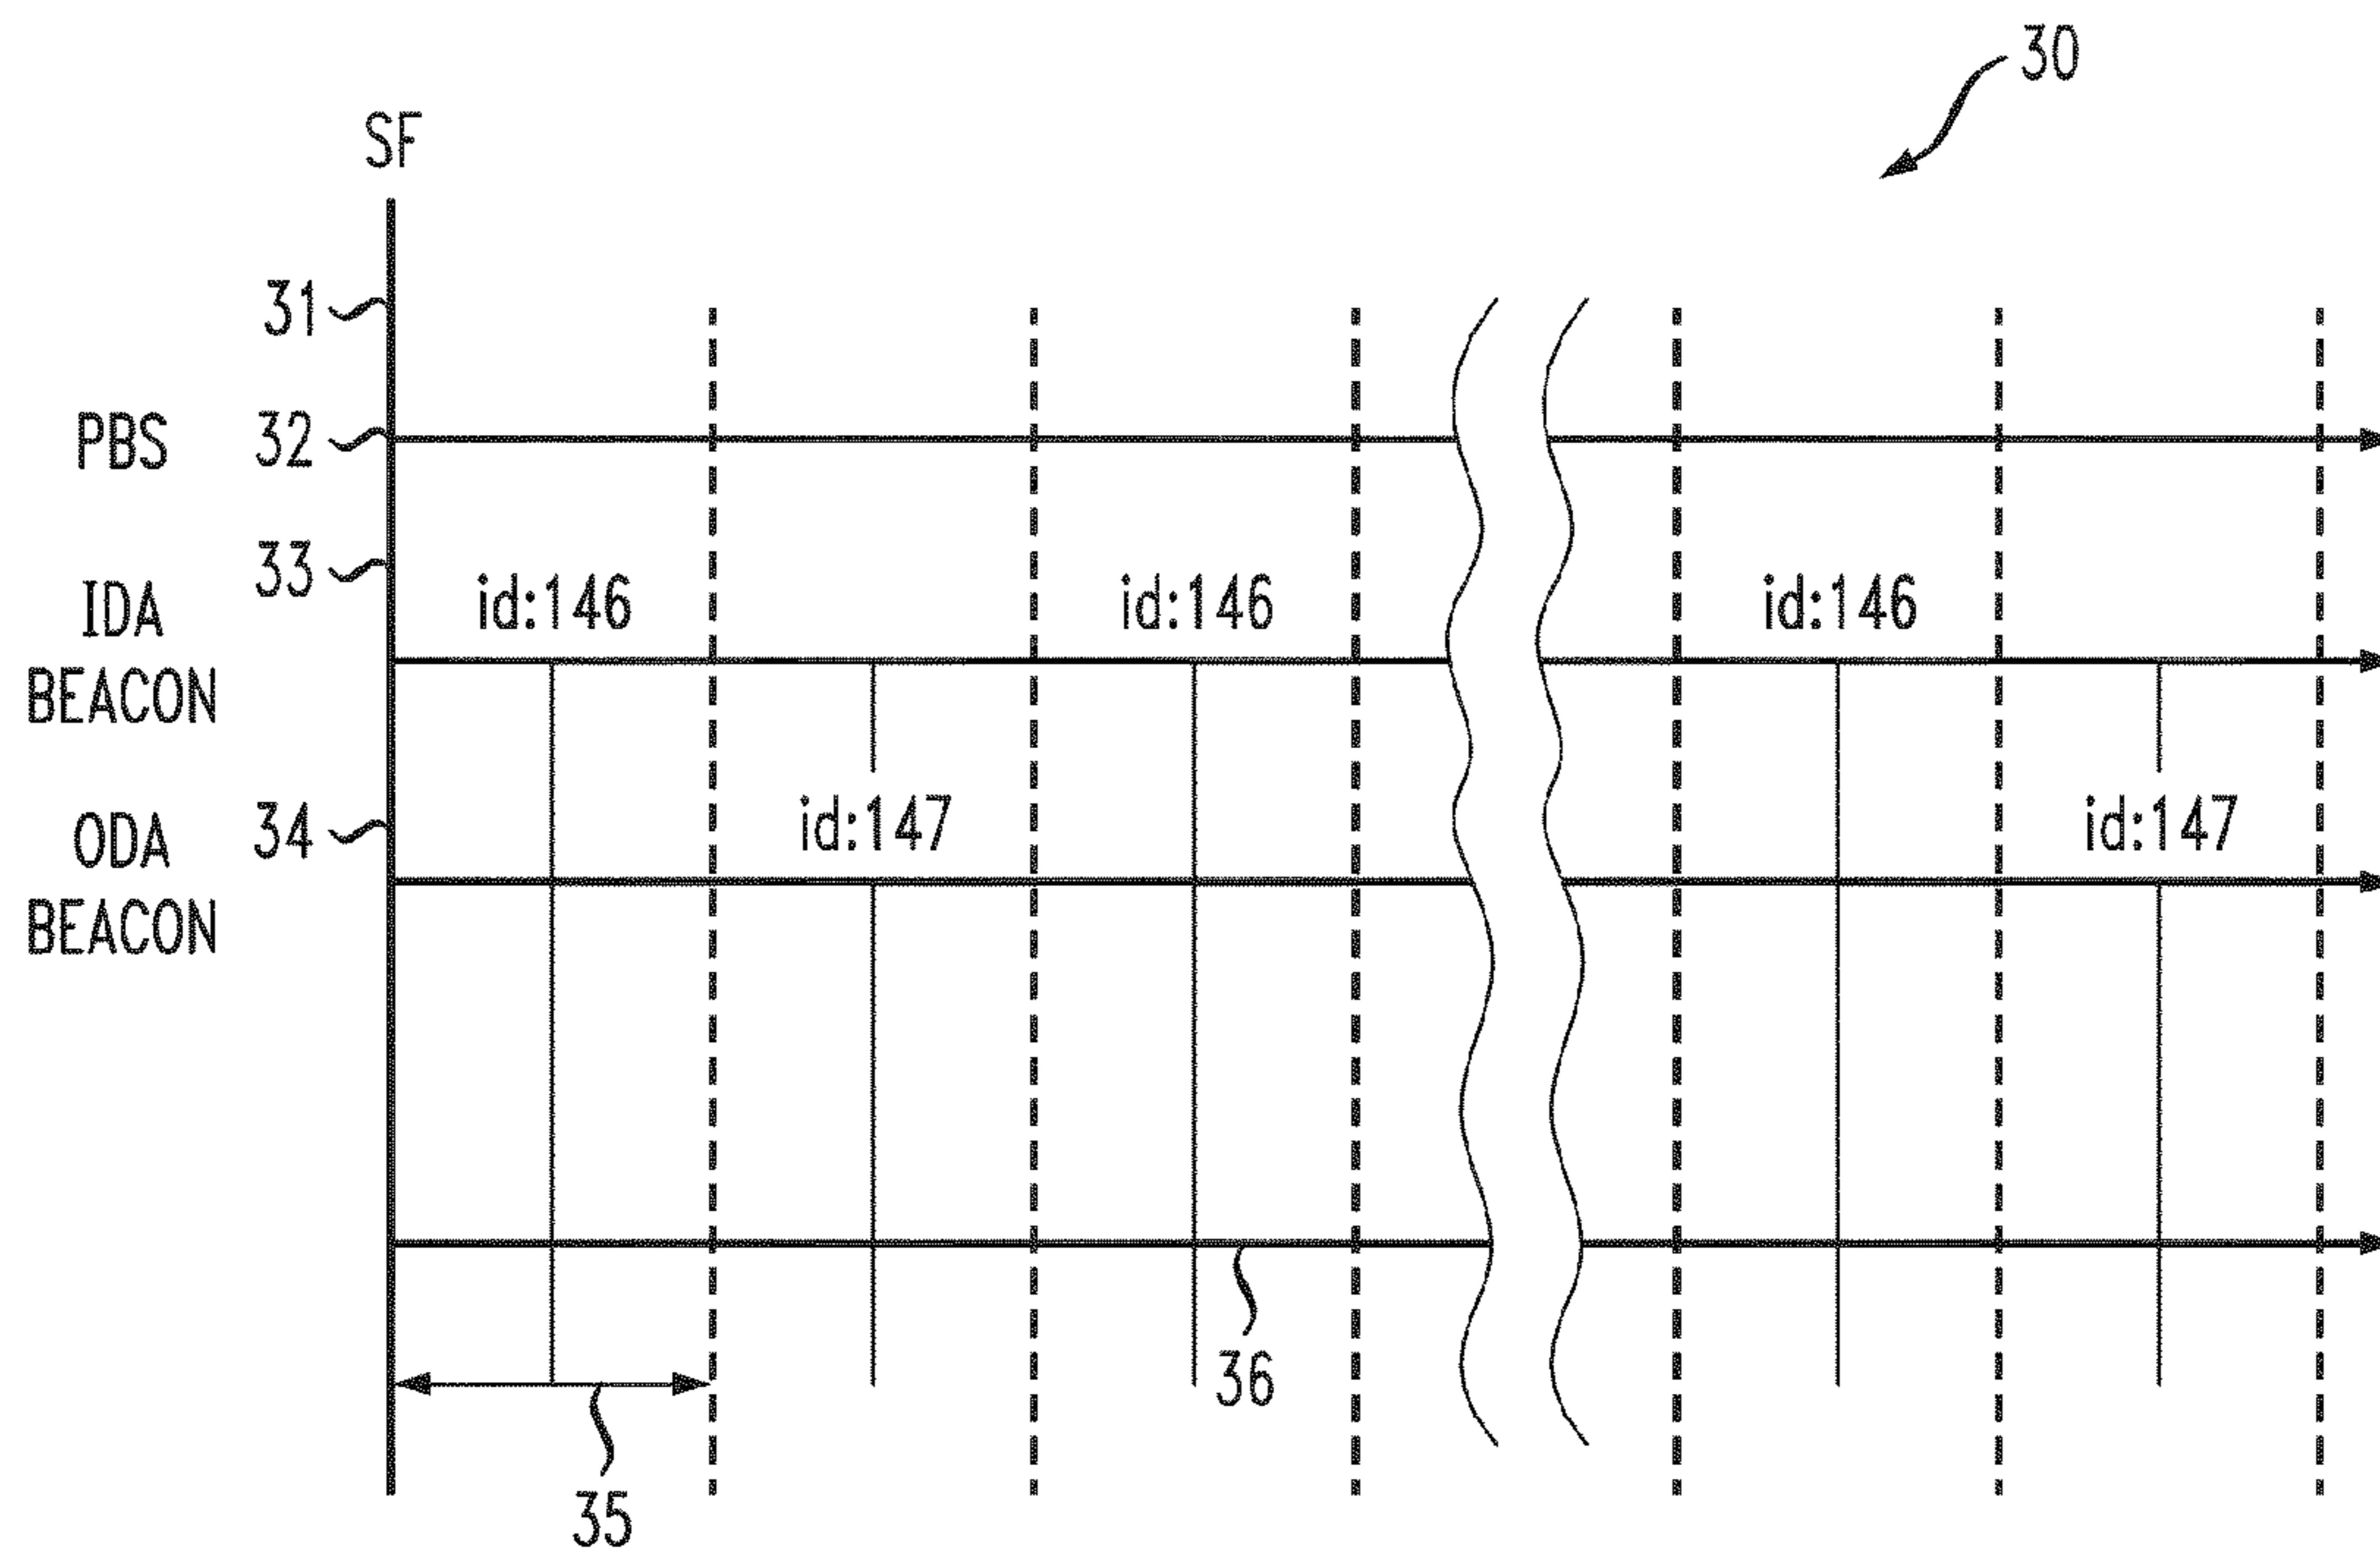 30
SF
31
PBS 32
33
IDA BEACON
id:146 id:146 id:146
34
ODA BEACON
id:147 id:147
36
35